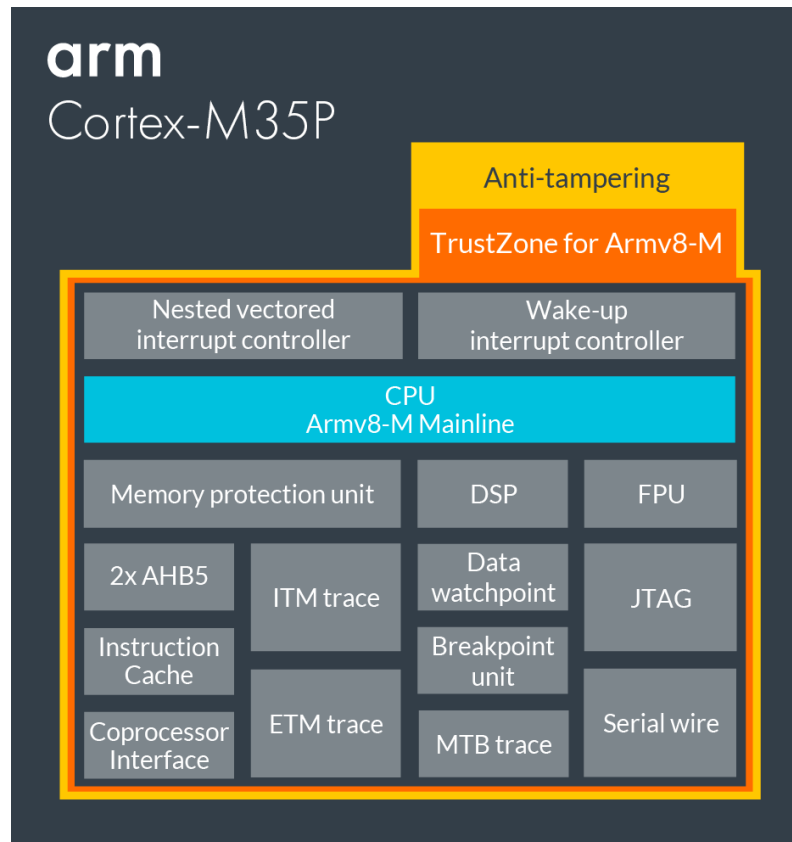 arm
Cortex-M35P
Anti-tampering
TrustZone for Armv8-M
Nested vectored
interrupt controller
Wake-up
interrupt controller
CPU
Armv8-M Mainline
Memory protection unit
DSP
FPU
2x AHB5
ITM trace
Data
watchpoint
JTAG
Instruction
Cache
Breakpoint
unit
Coprocessor
Interface
ETM trace
MTB trace
Serial wire